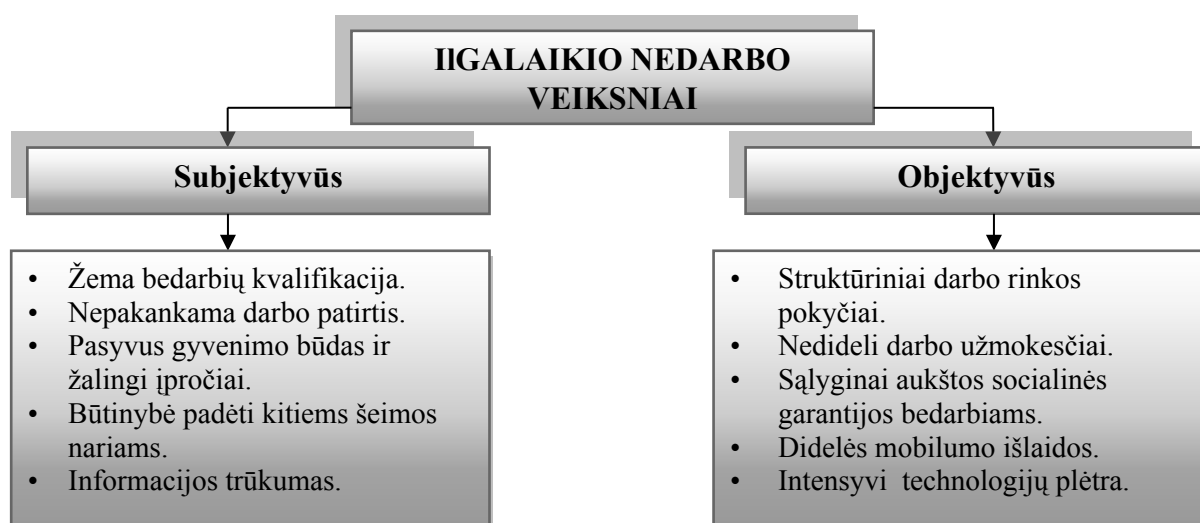 IlGALAIKIO NEDARBO
VEIKSNIAI
Subjektyvūs
• Žema bedarbių kvalifikacija.
• Nepakankama darbo patirtis.
• Pasyvus gyvenimo būdas ir
žalingi įpročiai.
• Būtinybė padėti kitiems šeimos
nariams.
• Informacijos trūkumas.
Objektyvūs
• Struktūriniai darbo rinkos
pokyčiai.
• Nedideli darbo užmokesčiai.
• Sąlyginai aukštos socialinės
garantijos bedarbiams.
• Didelės mobilumo išlaidos.
• Intensyvi technologijų plėtra.